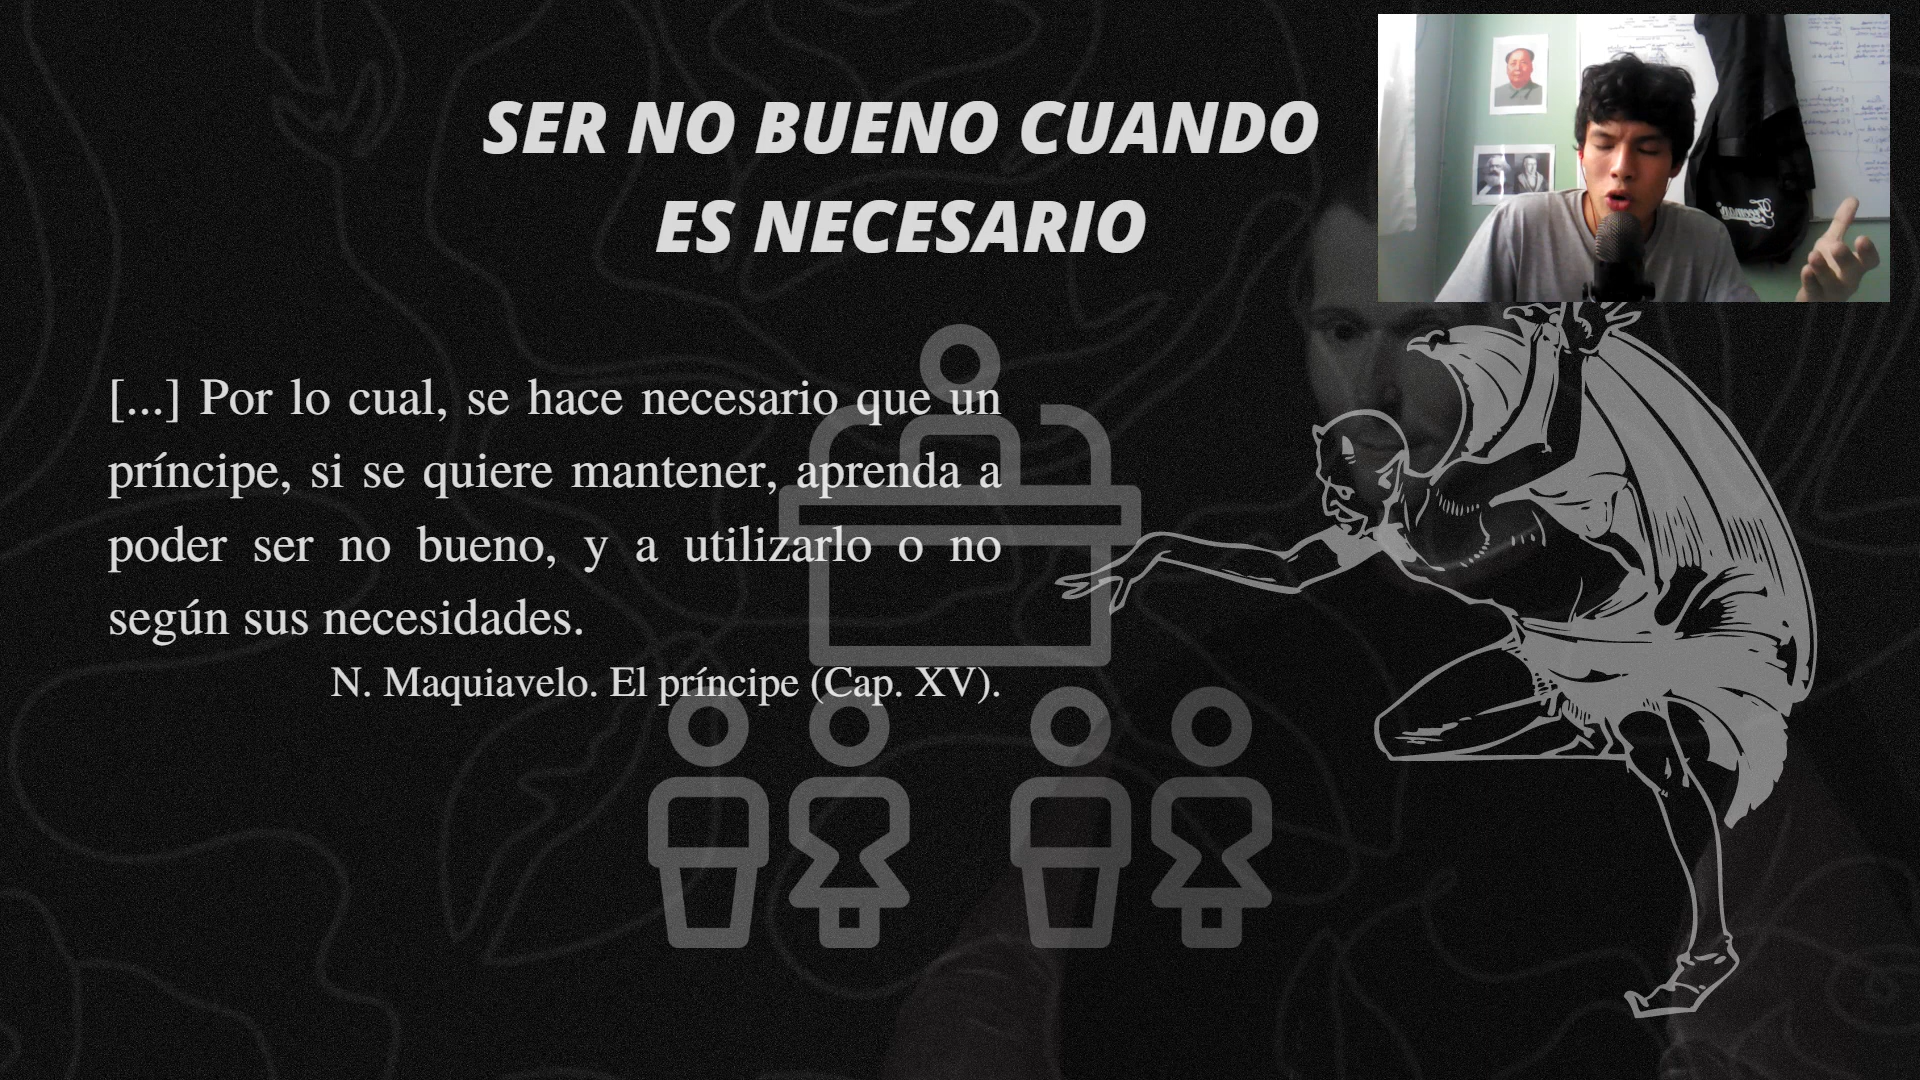 SER NO BUENO CUANDO
ES NECESARIO
[...] Por lo cual, se hace necesario que un
príncipe, si se quiere mantener, aprenda a
poder ser no bueno, y a utilizarlo o no
según sus necesidades.
N. Maquiavelo. El príncipe (Cap. XV).